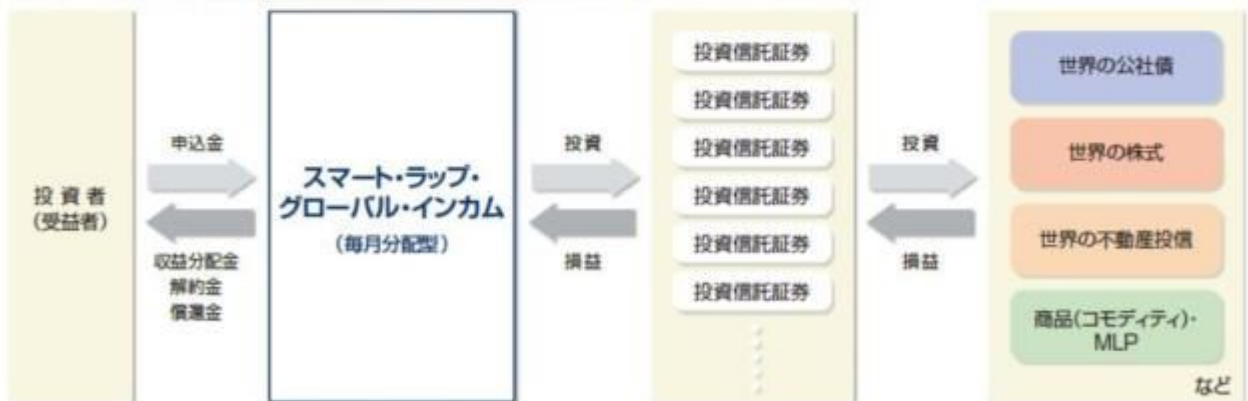 投資者
(受益者)
申込金
収益分配金
解約金
償還金
スマート・ラップ・
グローバル・インカム
(毎月分配型)
投資
損益
投資信託証券
投資信託証券
投資信託証券
投資信託証券
投資信託証券
投資信託証券
投資
損益
世界の公社債
世界の株式
世界の不動産投信
商品(コモディティ)・
MLP
など